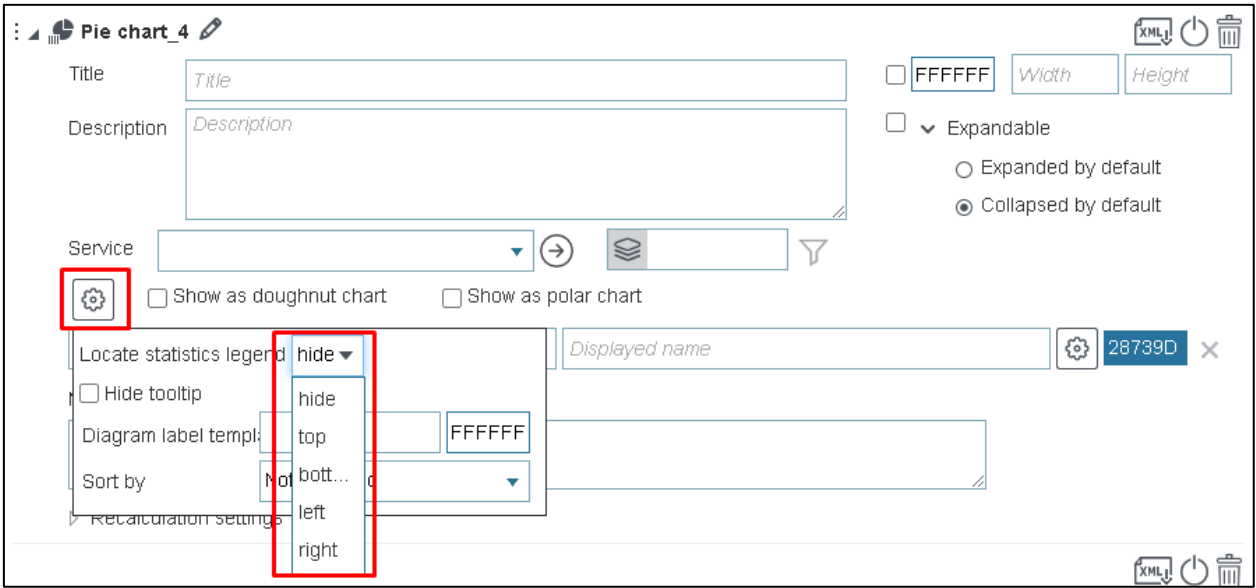 Pie chart_4
XML
Title
Title
FFFFFF
Width
Height
Description
Description
Expandable
Expanded by default
Collapsed by default
Service
Show as doughnut chart
Show as polar chart
Locate statistics legend hide
Displayed name
28739D
Hide tooltip
hide
top
bott...
left
right
Diagram label templa
FFFFFF
Sort by
Recalculation settings
XML